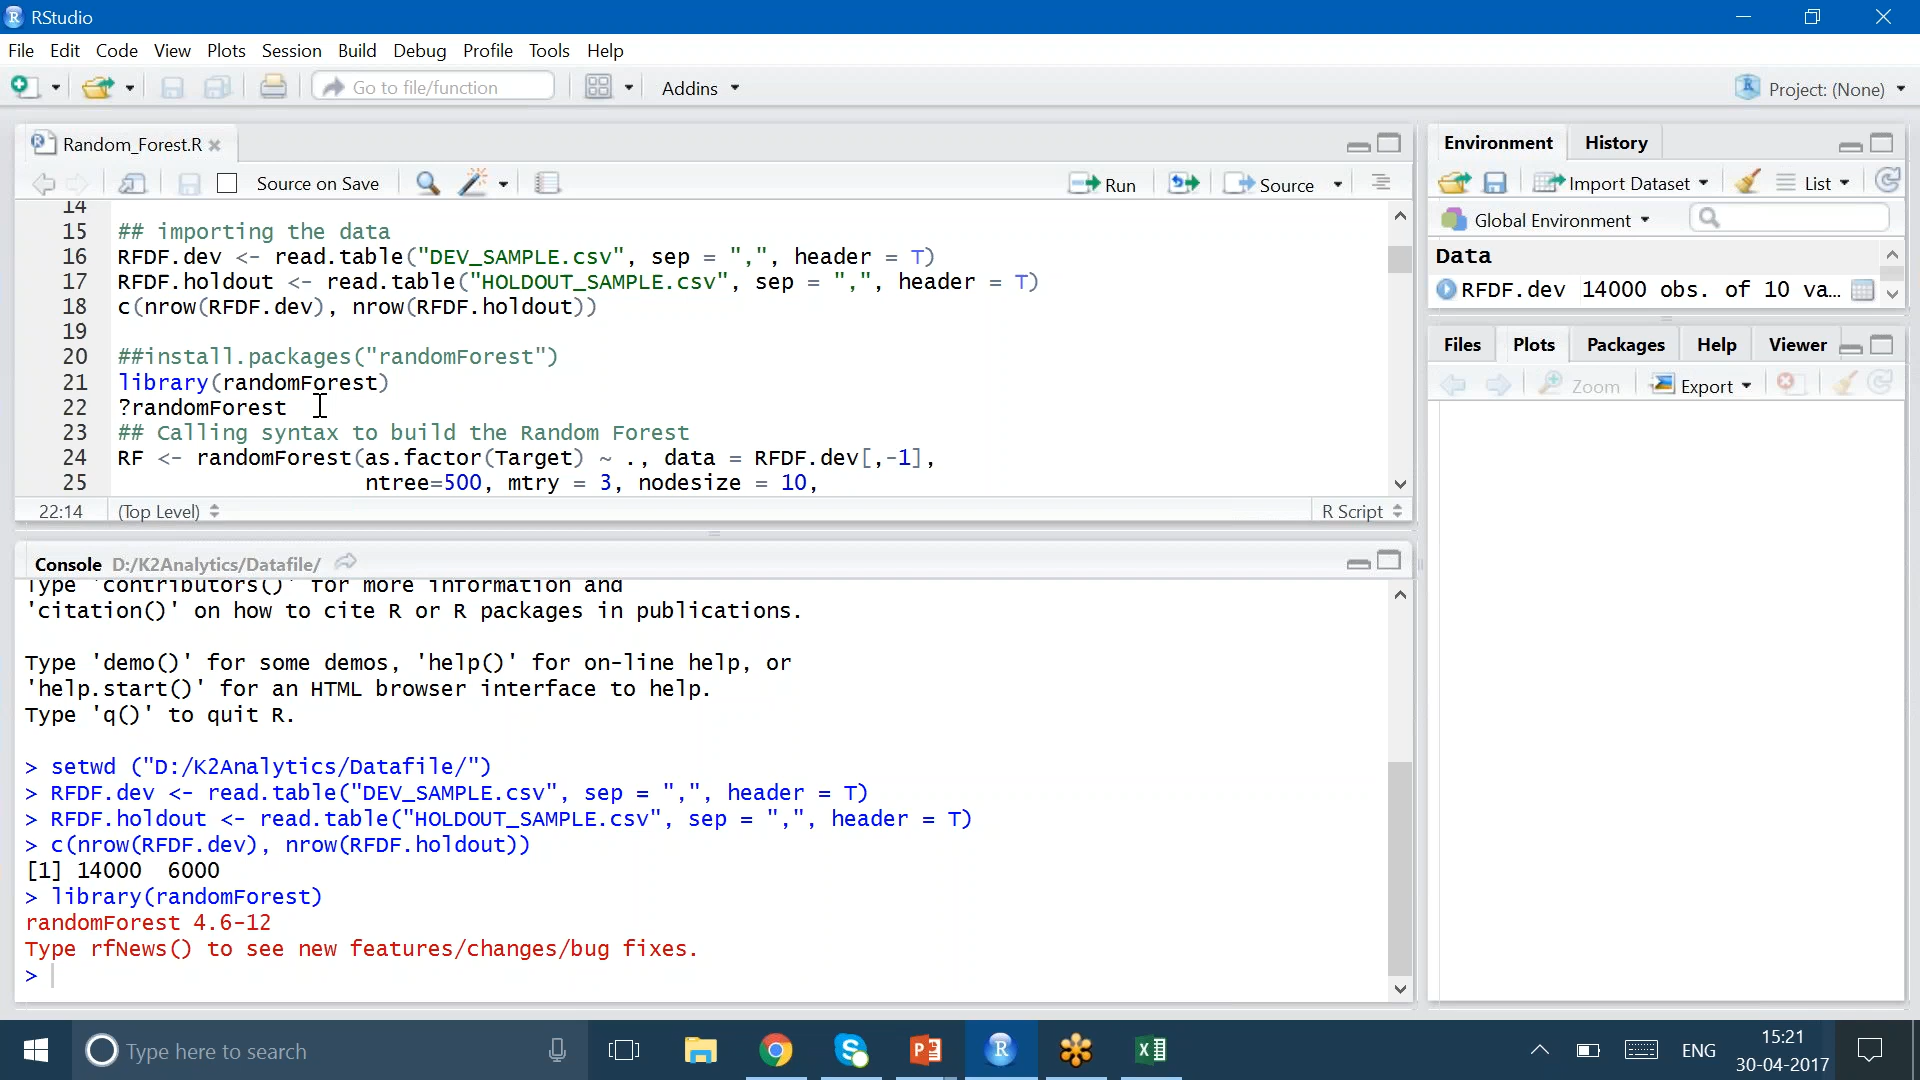 RStudio
File Edit Code View Plots Session Build Debug Profile Tools Help
Go to file/function Addins Project: (None)
Random_Forest.R
Source on Save Run Source
14
15 ## importing the data
16 RFDF.dev <- read.table("DEV_SAMPLE.csv", sep = ",", header = T)
17 RFDF.holdout <- read.table("HOLDOUT_SAMPLE.csv", sep = ",", header = T)
18 c(nrow(RFDF.dev), nrow(RFDF.holdout))
19
20 ##install.packages("randomForest")
21 library(randomForest)
22 ?randomForest
23 ## Calling syntax to build the Random Forest
24 RF <- randomForest(as.factor(Target) ~ ., data = RFDF.dev[,-1],
25 ntree=500, mtry = 3, nodesize = 10,
22:14 (Top Level) R Script
Console D:/K2Analytics/Datafile/
Type 'contributors()' for more information and
'citation()' on how to cite R or R packages in publications.
Type 'demo()' for some demos, 'help()' for on-line help, or
'help.start()' for an HTML browser interface to help.
Type 'q()' to quit R.
> setwd ("D:/K2Analytics/Datafile/")
> RFDF.dev <- read.table("DEV_SAMPLE.csv", sep = ",", header = T)
> RFDF.holdout <- read.table("HOLDOUT_SAMPLE.csv", sep = ",", header = T)
> c(nrow(RFDF.dev), nrow(RFDF.holdout))
[1] 14000 6000
> library(randomForest)
randomForest 4.6-12
Type rfNews() to see new features/changes/bug fixes.
>
Environment History
Import Dataset List
Global Environment
Data
RFDF.dev 14000 obs. of 10 va...
Files Plots Packages Help Viewer
Zoom Export
Type here to search
ENG
15:21
30-04-2017